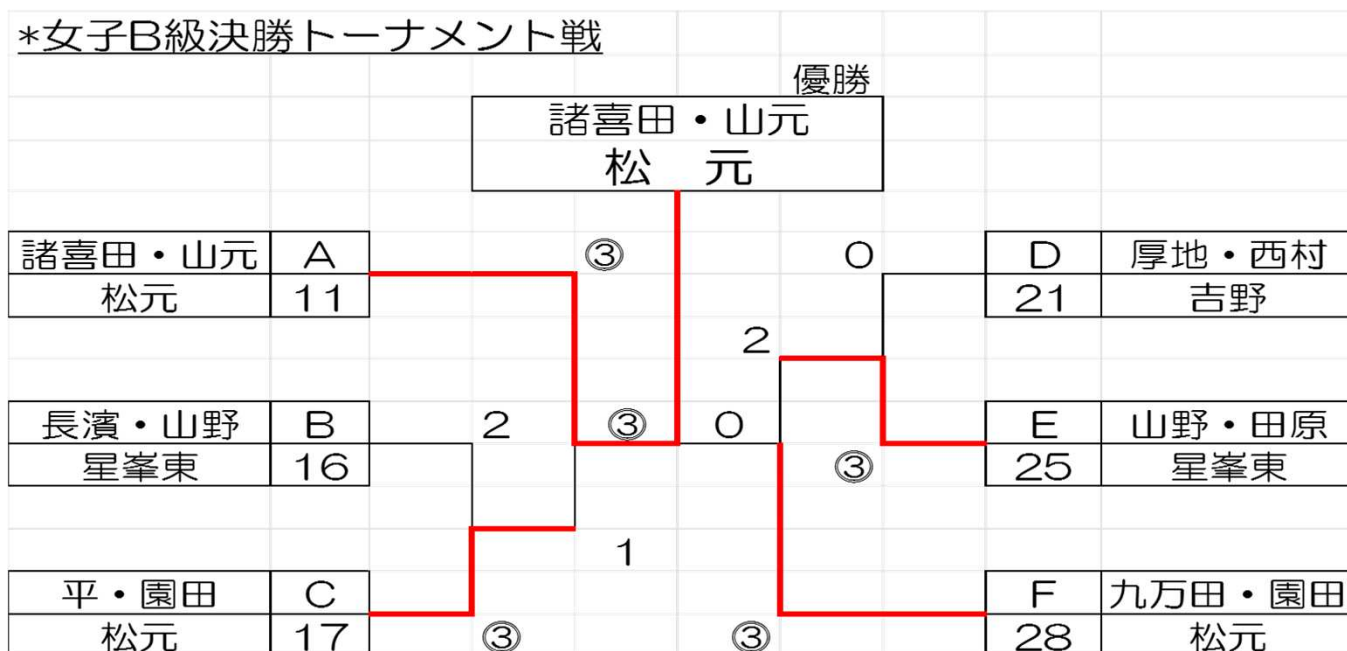 *女子B級決勝トーナメント戦
優勝
諸喜田・山元
松 元
諸喜田・山元 A ③ 0 D 厚地・西村
松元 11 21 吉野
2
長濱・山野 B 2 ③ 0 E 山野・田原
星峯東 16 ③ 25 星峯東
1
平・園田 C F 九万田・園田
松元 17 ③ ③ 28 松元